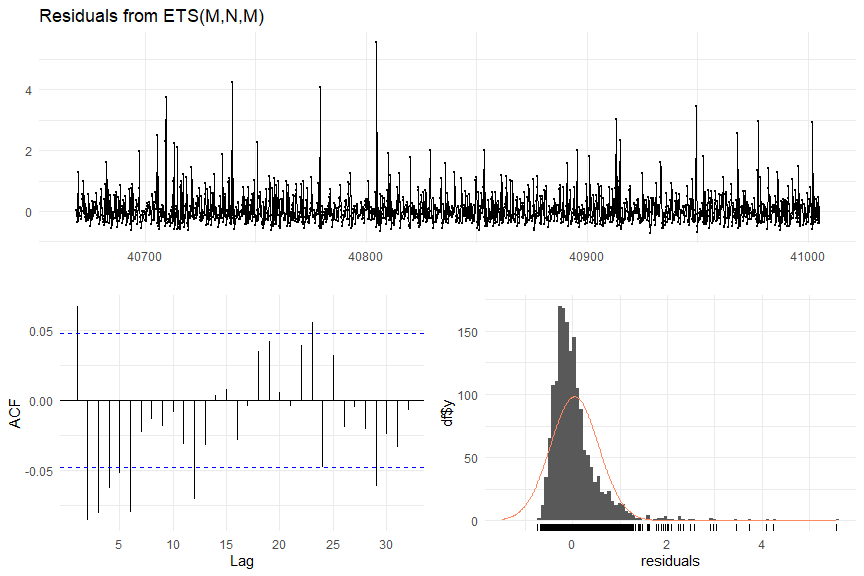 Residuals from ETS(M,N,M)
4
2
0
40700 40800 40900 41000
0.05
0.00
-0.05
ACF
5 10 15 20 25 30
Lag
150
100
50
0
df$y
0 2 4
residuals